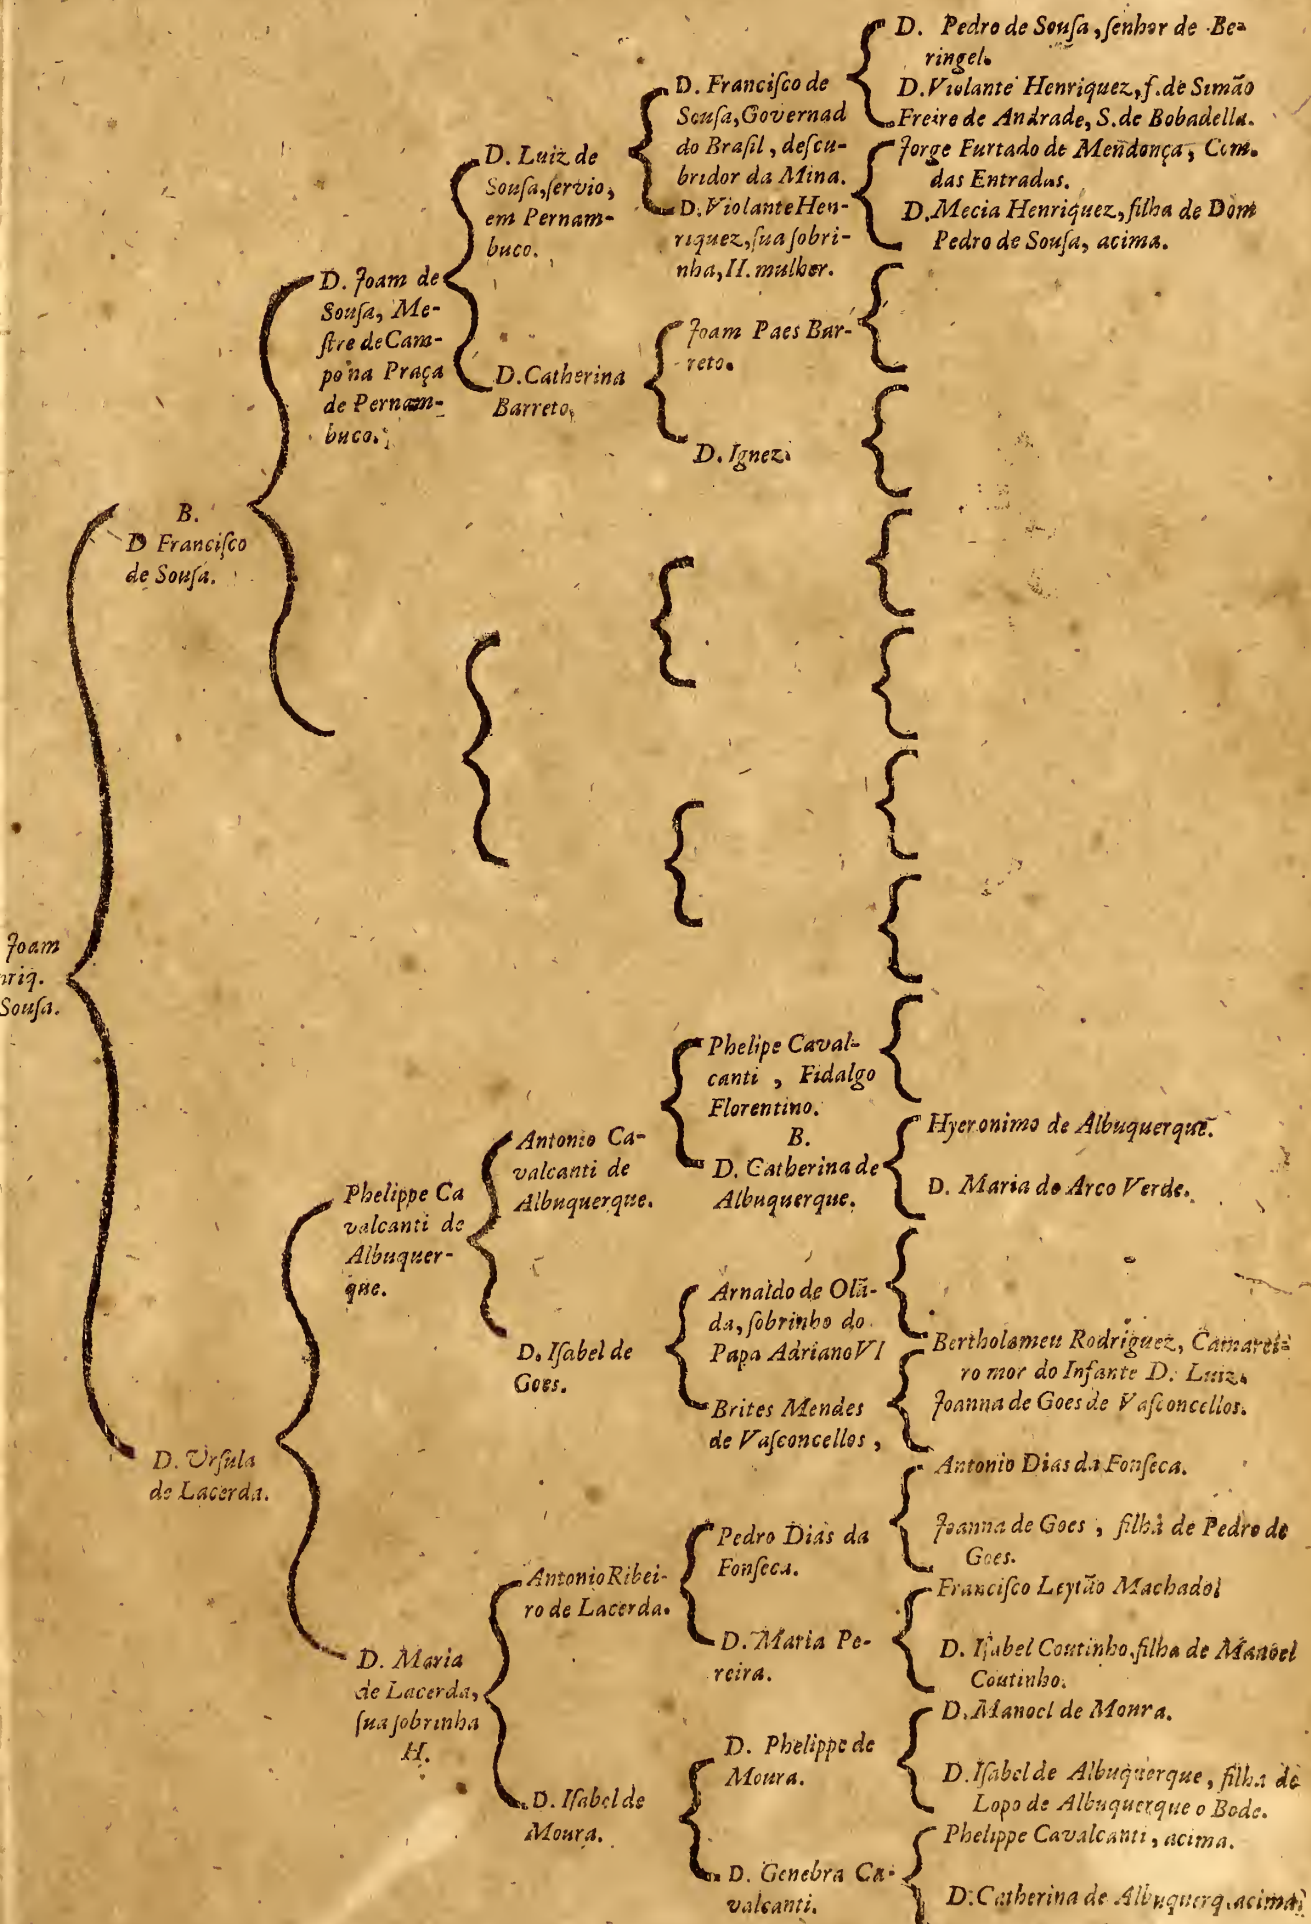 Joam
Sousa.
B.
D Franciſco
de Souſa.
D. Urſula
de Lacerda.
D. Joam de
Souſa, Me-
ſtre de Cam-
po na Praça
de Pernam-
buco.
Phelippe Ca
valcanti de
Albuquer-
que.
D. Maria
de Lacerda,
ſua ſobrinha
H.
D. Luiz de
Souſa, ſervio,
em Pernam-
buco.
D. Catherina
Barreto,
Antonio Ca-
valcanti de
Albuquerque.
D. Iſabel de
Goes.
Antonio Ribei-
ro de Lacerda.
D. Iſabel de
Moura.
D. Franciſco de
Souſa, Governad
do Braſil, deſcu-
bridor da Mina.
D. Violante Hen-
riquez, ſua ſobri-
nha, II. mulher.
Joam Paes Bar-
reto.
D. Ignez.
Phelipe Caval-
canti , Fidalgo
Florentino.
B.
D. Catherina de
Albuquerque.
Arnaldo de Olã-
da, ſobrinho do
Papa Adriano VI
Brites Mendes
de Vaſconcellos ,
Pedro Dias da
Fonſeca.
D. Maria Pe-
reira.
D. Phelippe de
Moura.
D. Genebra Ca-
valcanti.
D. Pedro de Souſa, ſenhor de Be-
ringel.
D. Violante Henriquez, f. de Simão
Freire de Andrade, S. de Bobadella.
Jorge Furtado de Mendonça, Com.
das Entradas.
D. Mecia Henriquez, filha de Dom
Pedro de Souſa, acima.
Hyeronimo de Albuquerque.
D. Maria do Arco Verde.
Bertholameu Rodriguez, Camarei-
ro mor do Infante D. Luiz.
Joanna de Goes de Vaſconcellos.
Antonio Dias da Fonſeca.
Joanna de Goes , filha de Pedro de
Goes.
Franciſco Leytão Machado
D. Iſabel Coutinho, filha de Manoel
Coutinho.
D. Manoel de Moura.
D. Iſabel de Albuquerque, filha de
Lopo de Albuquerque o Bode.
Phelippe Cavalcanti, acima.
D. Catherina de Albuquerq. acima.